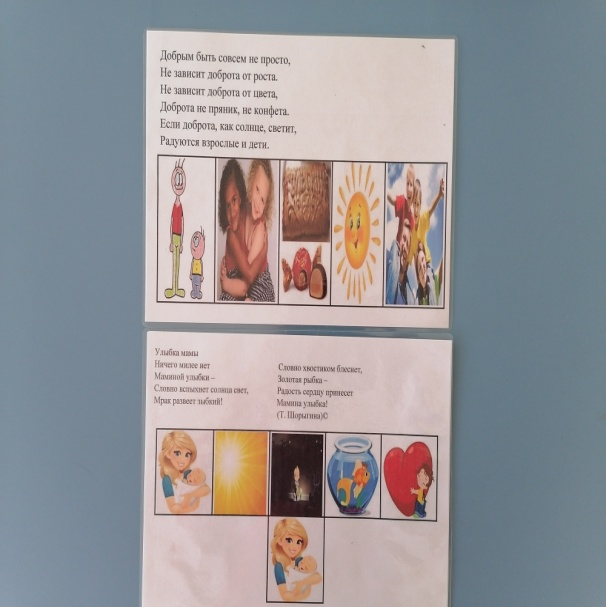 Добрым быть совсем не просто,
Не зависит доброта от роста.
Не зависит доброта от цвета,
Доброта не пряник, не конфета.
Если доброта, как солнце, светит,
Радуются взрослые и дети.
Улыбка мамы
Ничего милее нет
Маминой улыбки –
Словно вспыхнет солнца свет,
Мрак развеет зыбкий!
Словно хвостиком блеснет,
Золотая рыбка –
Радость сердцу принесет
Мамина улыбка!
(Т. Шорыгина)©